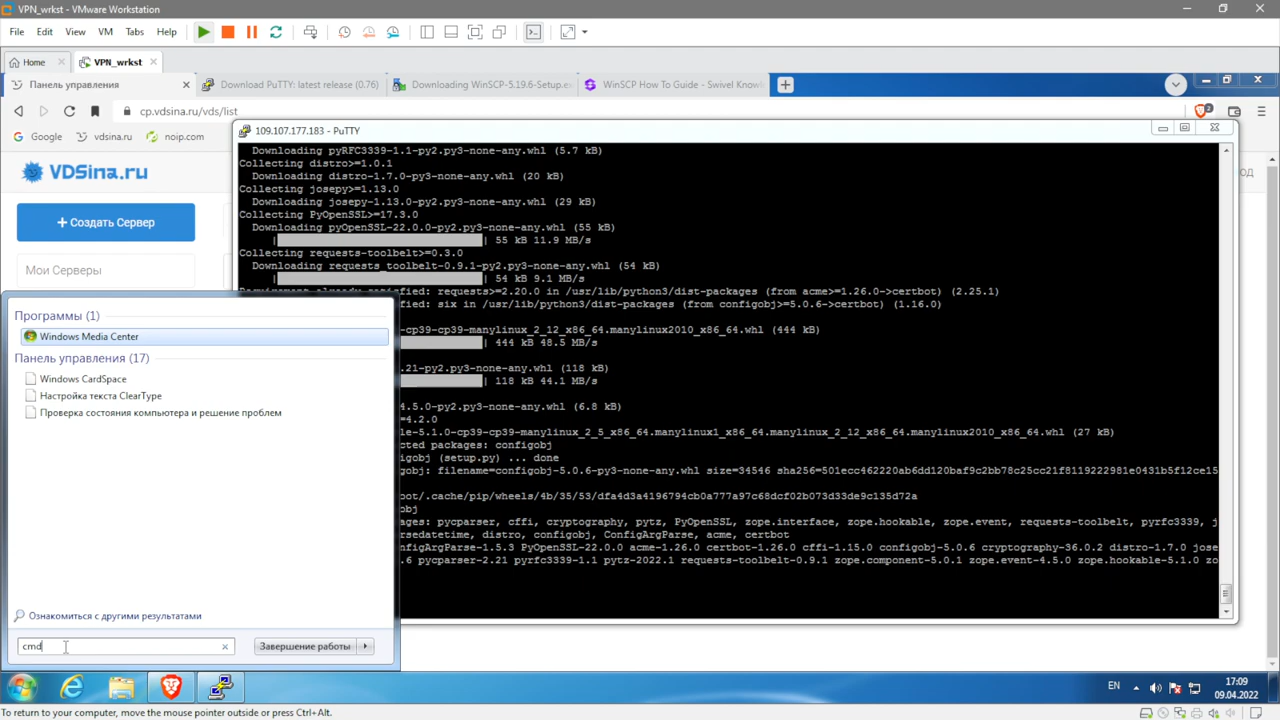 VPN_wrkst - VMware Workstation
File Edit View VM Tabs Help
Home VPN_wrkst
Панель управления Download PuTTY: latest release (0.76) Downloading WinSCP-5.19.6-Setup.ex WinSCP How To Guide - Swivel Knowl
cp.vdsina.ru/vds/list
Google vdsina.ru noip.com
109.107.177.183 - PuTTY
VDSina.ru
Создать Сервер
Мои Серверы
ОД
Downloading pyRFC3339-1.1-py2.py3-none-any.whl (5.7 kB)
Collecting distro>=1.0.1
Downloading distro-1.7.0-py3-none-any.whl (20 kB)
Collecting josepy>=1.13.0
Downloading josepy-1.13.0-py2.py3-none-any.whl (29 kB)
Collecting PyOpenSSL>=17.3.0
Downloading pyOpenSSL-22.0.0-py2.py3-none-any.whl (55 kB)
| | 55 kB 11.9 MB/s
Collecting requests-toolbelt>=0.3.0
Downloading requests_toolbelt-0.9.1-py2.py3-none-any.whl (54 kB)
| | 54 kB 9.1 MB/s
Requirement already satisfied: requests>=2.20.0 in /usr/lib/python3/dist-packages (from acme>=1.26.0->certbot) (2.25.1)
fied: six in /usr/lib/python3/dist-packages (from configobj>=5.0.6->certbot) (1.16.0)
-cp39-cp39-manylinux_2_12_x86_64.manylinux2010_x86_64.whl (444 kB)
| 444 kB 48.5 MB/s
.21-py2.py3-none-any.whl (118 kB)
| 118 kB 44.1 MB/s
4.5.0-py2.py3-none-any.whl (6.8 kB)
=4.2.0
le-5.1.0-cp39-cp39-manylinux_2_5_x86_64.manylinux1_x86_64.manylinux_2_12_x86_64.manylinux2010_x86_64.whl (27 kB)
cted packages: configobj
igobj (setup.py) ... done
gobj: filename=configobj-5.0.6-py3-none-any.whl size=34546 sha256=501ecc462220ab6dd120baf9c2bb78c25cc21f8119222981e0431b5f12ce15
bot/.cache/pip/wheels/4b/35/53/dfa4d3a4196794cb0a777a97c68dcf02b073d33de9c135d72a
obj
ages: pycparser, cffi, cryptography, pytz, PyOpenSSL, zope.interface, zope.hookable, zope.event, requests-toolbelt, pyrfc3339, j
rsedatetime, distro, configobj, ConfigArgParse, acme, certbot
nfigArgParse-1.5.3 PyOpenSSL-22.0.0 acme-1.26.0 certbot-1.26.0 cffi-1.15.0 configobj-5.0.6 cryptography-36.0.2 distro-1.7.0 jose
.6 pycparser-2.21 pyrfc3339-1.1 pytz-2022.1 requests-toolbelt-0.9.1 zope.component-5.0.1 zope.event-4.5.0 zope.hookable-5.1.0 zo
Программы (1)
Windows Media Center
Панель управления (17)
Windows CardSpace
Настройка текста ClearType
Проверка состояния компьютера и решение проблем
Ознакомиться с другими результатами
cmd
Завершение работы
EN
17:09
09.04.2022
To return to your computer, move the mouse pointer outside or press Ctrl+Alt.